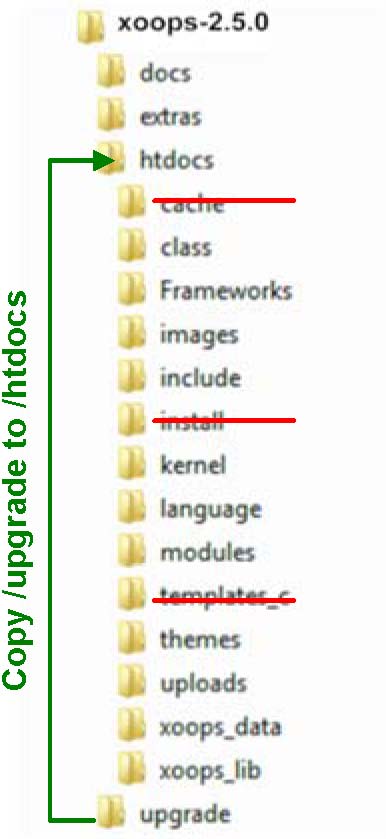 xoops-2.5.0
docs
extras
htdocs
cache
class
Frameworks
images
include
install
kernel
language
modules
templates_c
themes
uploads
xoops_data
xoops_lib
upgrade
Copy /upgrade to /htdocs